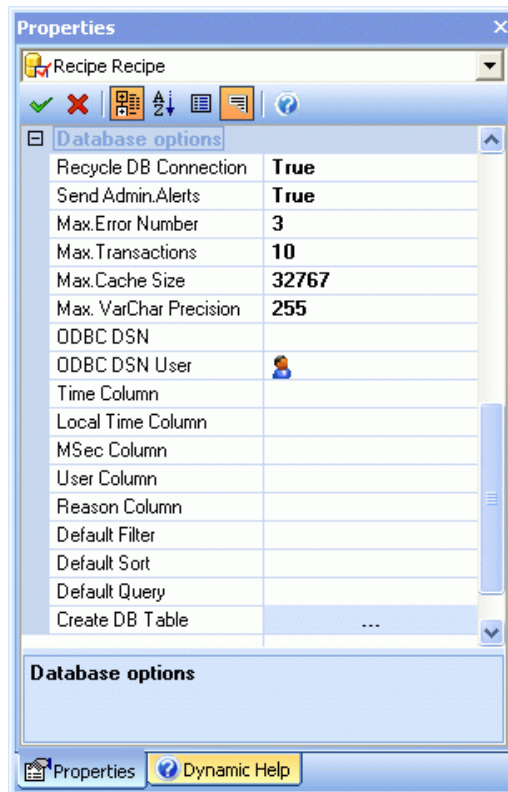 Properties
Recipe Recipe
Database options
Recycle DB Connection True
Send Admin.Alerts True
Max.Error Number 3
Max.Transactions 10
Max.Cache Size 32767
Max. VarChar Precision 255
ODBC DSN
ODBC DSN User
Time Column
Local Time Column
MSec Column
User Column
Reason Column
Default Filter
Default Sort
Default Query
Create DB Table ...
Database options
Properties Dynamic Help